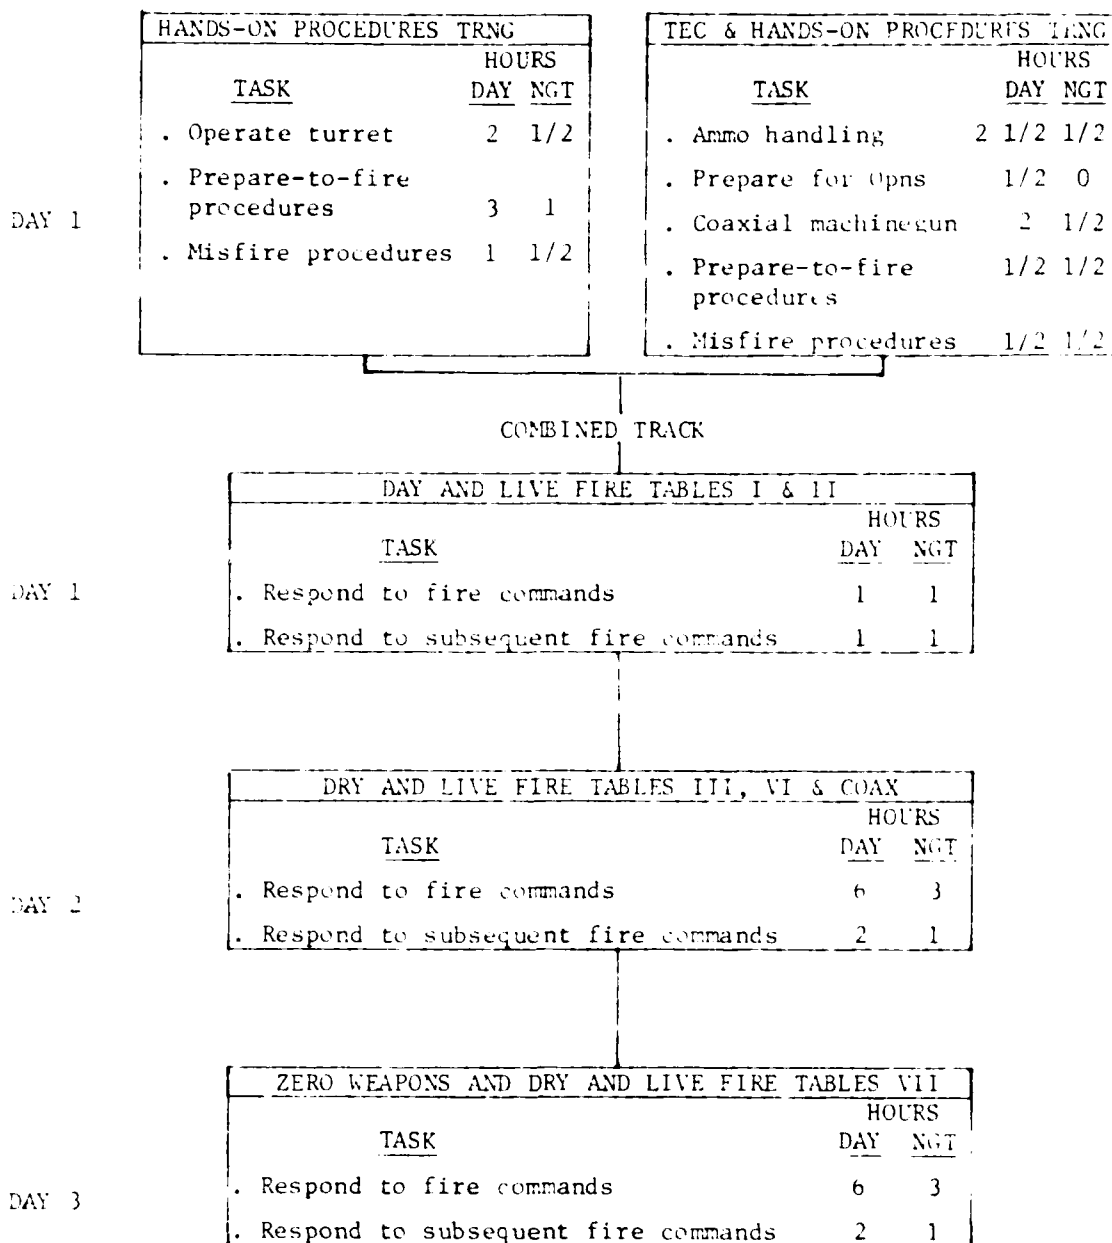 HANDS-ON PROCEDURES TRNG
HOURS
TASK DAY NGT
. Operate turret 2 1/2
. Prepare-to-fire
procedures 3 1
. Misfire procedures 1 1/2
TEC & HANDS-ON PROCEDURES TRNG
HOURS
TASK DAY NGT
. Ammo handling 2 1/2 1/2
. Prepare for Opns 1/2 0
. Coaxial machinegun 2 1/2
. Prepare-to-fire 1/2 1/2
procedures
. Misfire procedures 1/2 1/2
DAY 1
COMBINED TRACK
DAY AND LIVE FIRE TABLES I & II
HOURS
TASK DAY NGT
DAY 1
. Respond to fire commands 1 1
. Respond to subsequent fire commands 1 1
DRY AND LIVE FIRE TABLES III, VI & COAX
HOURS
TASK DAY NGT
DAY 2
. Respond to fire commands 6 3
. Respond to subsequent fire commands 2 1
ZERO WEAPONS AND DRY AND LIVE FIRE TABLES VII
HOURS
TASK DAY NGT
DAY 3
. Respond to fire commands 6 3
. Respond to subsequent fire commands 2 1